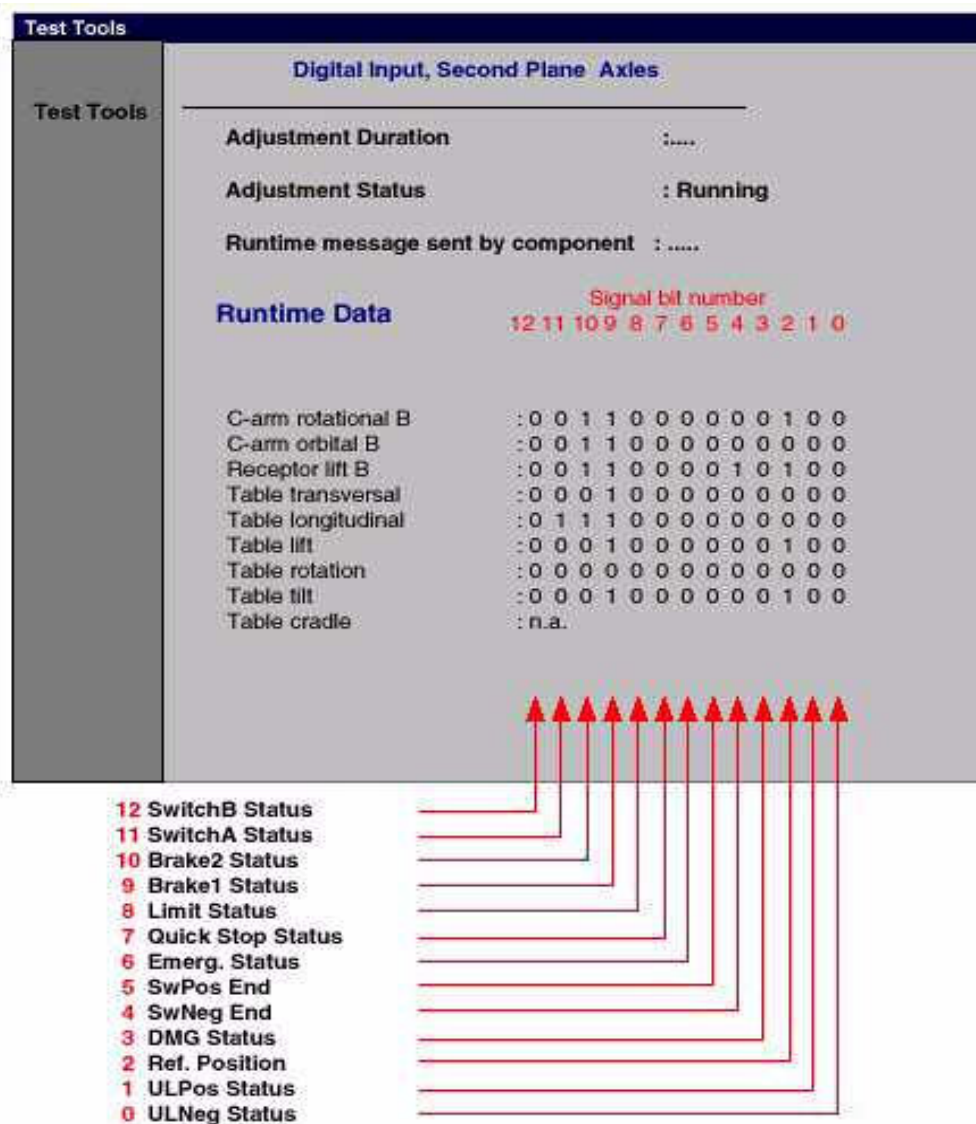 Test Tools
Digital Input, Second Plane Axles
Test Tools
Adjustment Duration :....
Adjustment Status : Running
Runtime message sent by component : .....
Signal bit number
Runtime Data
12 11 10 9 8 7 6 5 4 3 2 1 0
C-arm rotational B : 0 0 1 1 0 0 0 0 0 0 1 0 0
C-arm orbital B : 0 0 1 1 0 0 0 0 0 0 0 0 0
Receptor lift B : 0 0 1 1 0 0 0 0 1 0 1 0 0
Table transversal : 0 0 0 1 0 0 0 0 0 0 0 0 0
Table longitudinal : 0 1 1 1 0 0 0 0 0 0 0 0 0
Table lift : 0 0 0 1 0 0 0 0 0 0 1 0 0
Table rotation : 0 0 0 0 0 0 0 0 0 0 0 0 0
Table tilt : 0 0 0 1 0 0 0 0 0 0 1 0 0
Table cradle : n.a.
12 SwitchB Status
11 SwitchA Status
10 Brake2 Status
9 Brake1 Status
8 Limit Status
7 Quick Stop Status
6 Emerg. Status
5 SwPos End
4 SwNeg End
3 DMG Status
2 Ref. Position
1 ULPos Status
0 ULNeg Status